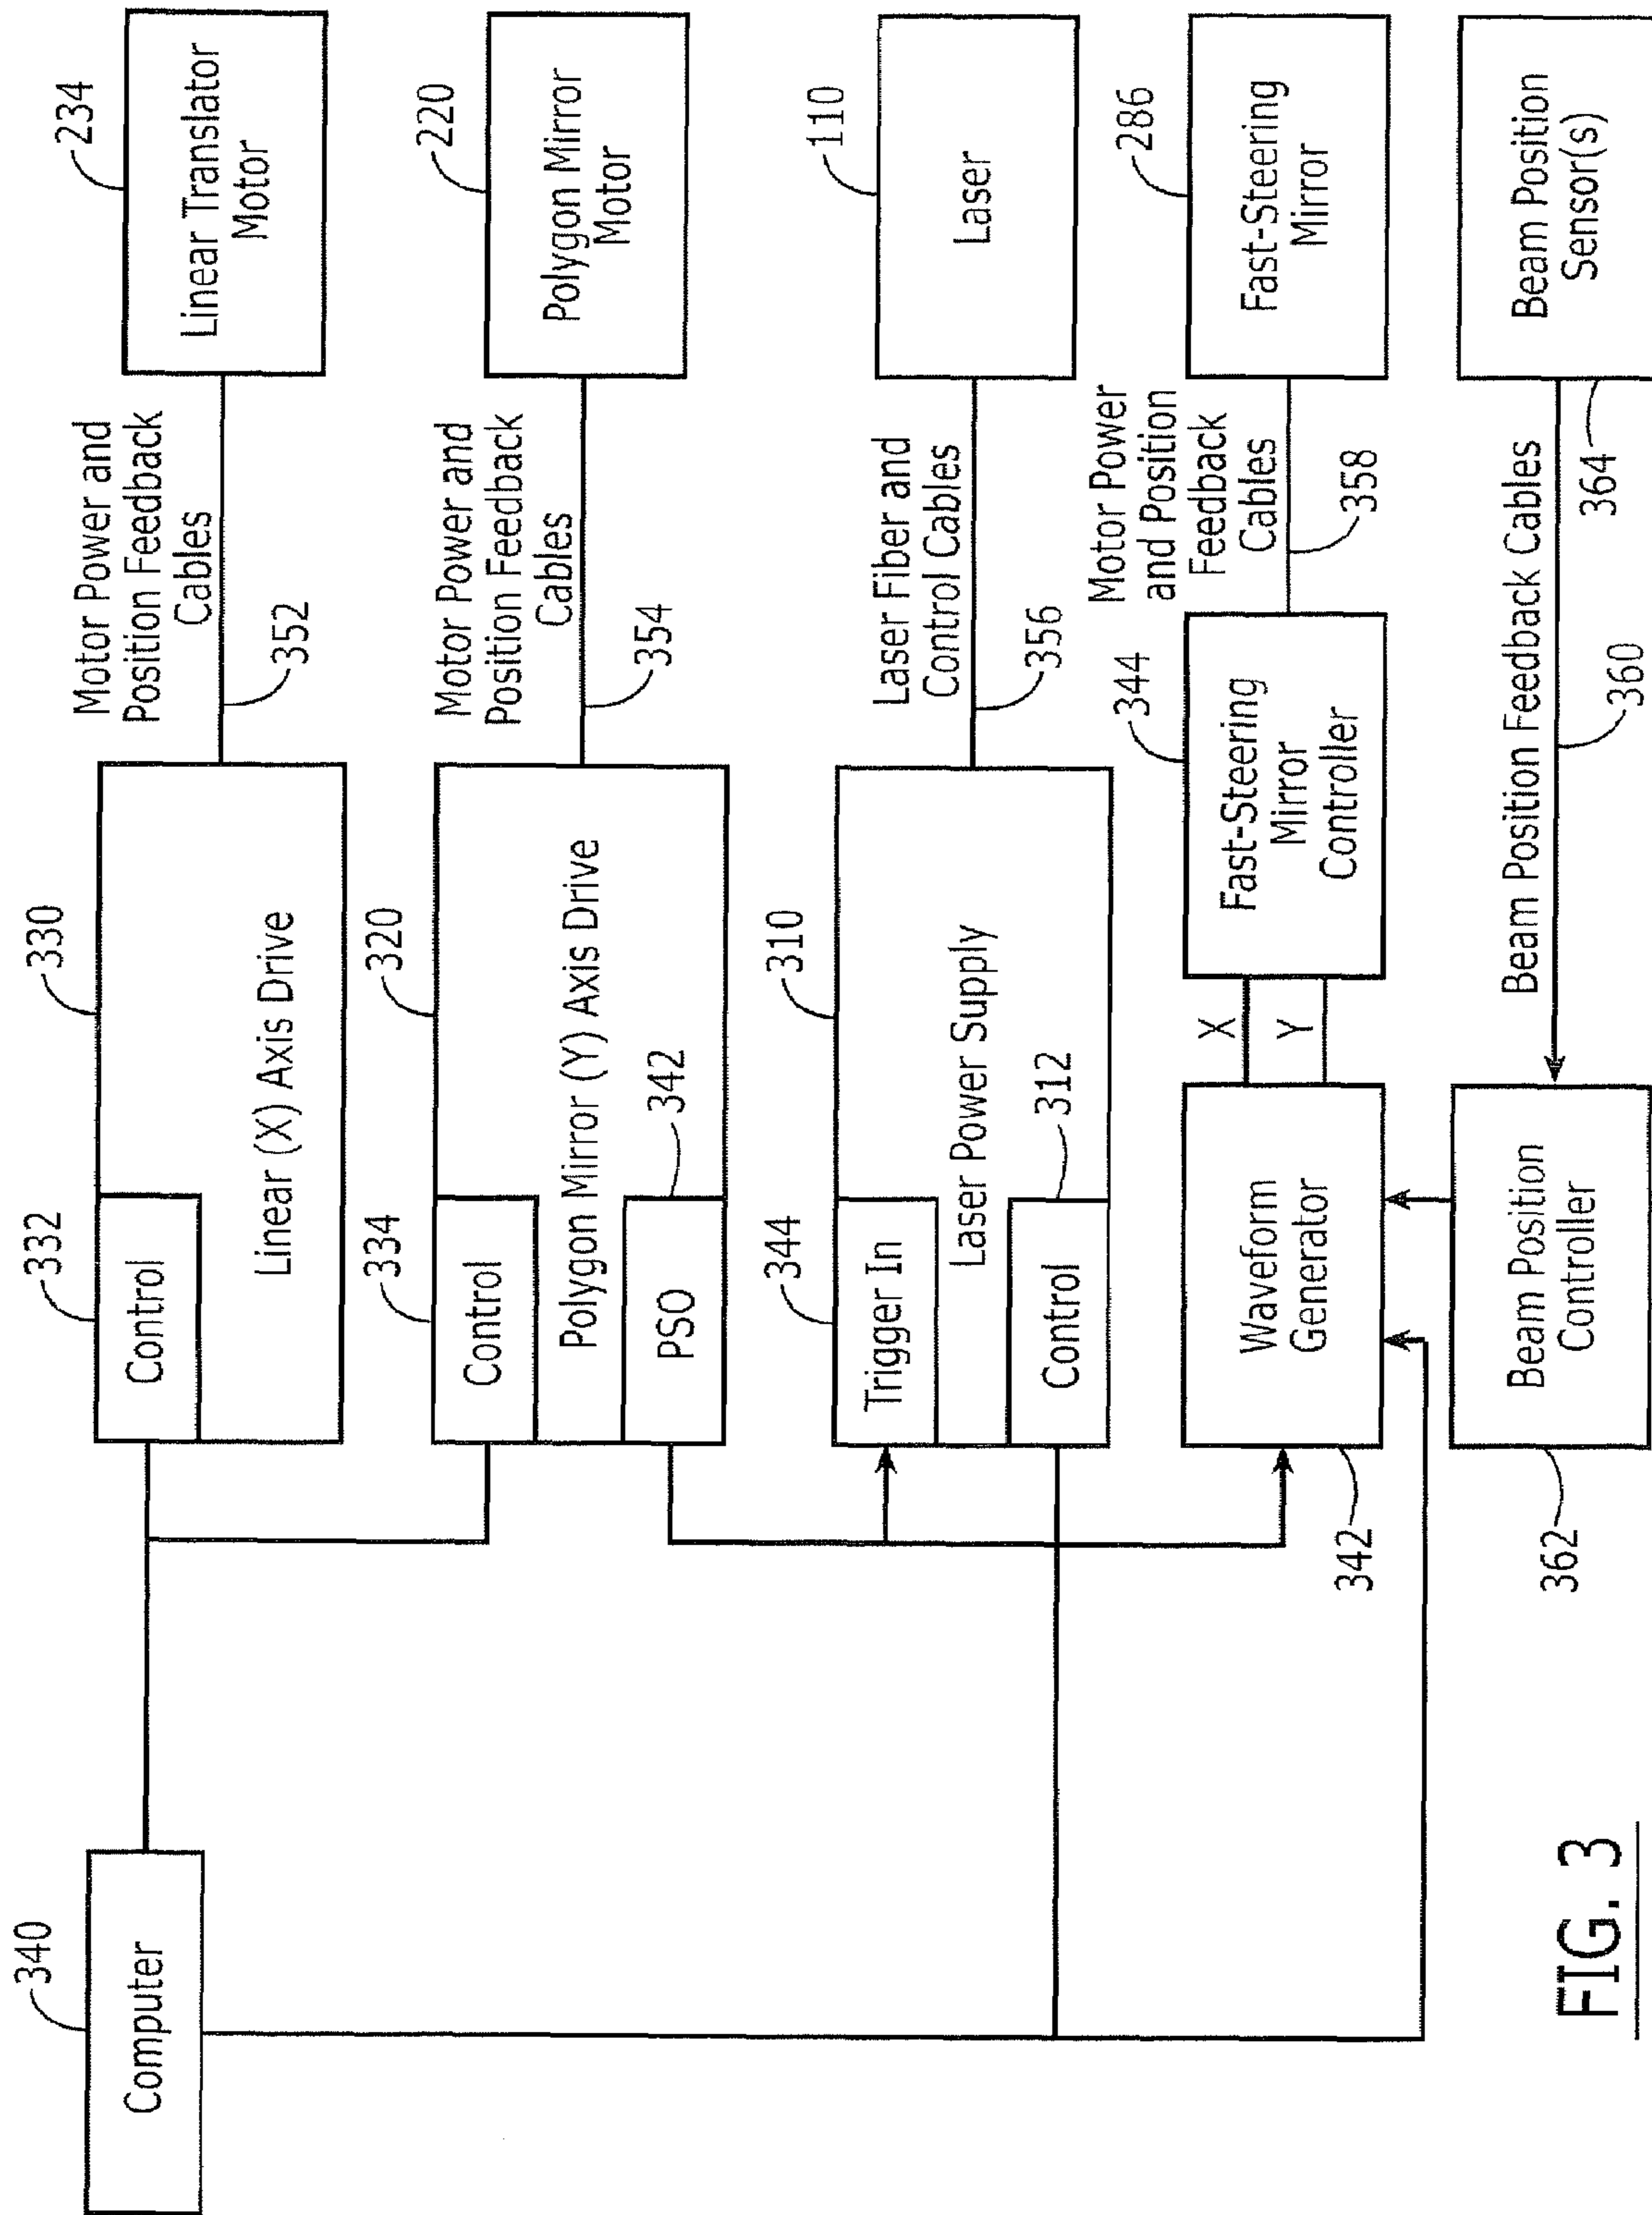 340
Computer
332
330
Control
Linear (X) Axis Drive
Motor Power and
Position Feedback
Cables
352
234
Linear Translator
Motor
334
320
Control
Polygon Mirror (Y) Axis Drive
342
PSO
Motor Power and
Position Feedback
Cables
354
220
Polygon Mirror
Motor
344
310
Trigger In
Laser Power Supply
312
Control
Laser Fiber and
Control Cables
356
110
Laser
342
Waveform
Generator
X
Y
344
Fast-Steering
Mirror
Controller
Motor Power
and Position
Feedback
Cables
358
286
Fast-Steering
Mirror
362
Beam Position
Controller
Beam Position Feedback Cables
360
364
Beam Position
Sensor(s)
FIG. 3